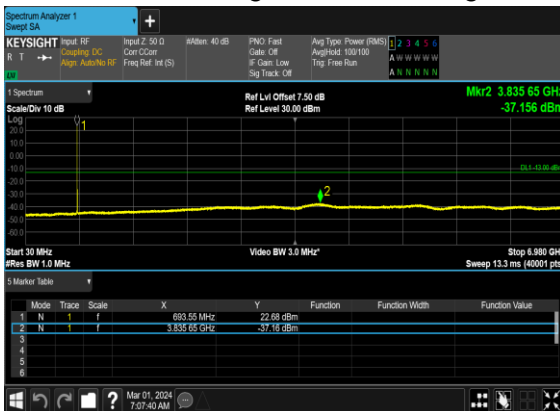 Spectrum Analyzer 1
Swept SA
+
KEYSIGHT Input: RF Input Z: 50 Ω #Atten: 40 dB PNO: Fast Avg Type: Power (RMS) 1 2 3 4 5 6
R T Coupling: DC Corr CCorr Gate: Off Avg|Hold: 100/100 A W W W W W
Align: Auto/No RF Freq Ref: Int (S) IF Gain: Low Trig: Free Run
LV Sig Track: Off A N N N N N
1 Spectrum Ref Lvl Offset 7.50 dB Mkr2 3.835 65 GHz
Scale/Div 10 dB Ref Level 30.00 dBm -37.156 dBm
Log
20.0
10.0
0.00
-10.0
-20.0
-30.0
-40.0
-50.0
-60.0
1
DL1 -13.00 dBm
2
Start 30 MHz Video BW 3.0 MHz* Stop 6.980 GHz
#Res BW 1.0 MHz Sweep 13.3 ms (40001 pts)
5 Marker Table
Mode Trace Scale X Y Function Function Width Function Value
1 N 1 f 693.55 MHz 22.68 dBm
2 N 1 f 3.835 65 GHz -37.16 dBm
3
4
5
6
? Mar 01, 2024
7:07:40 AM